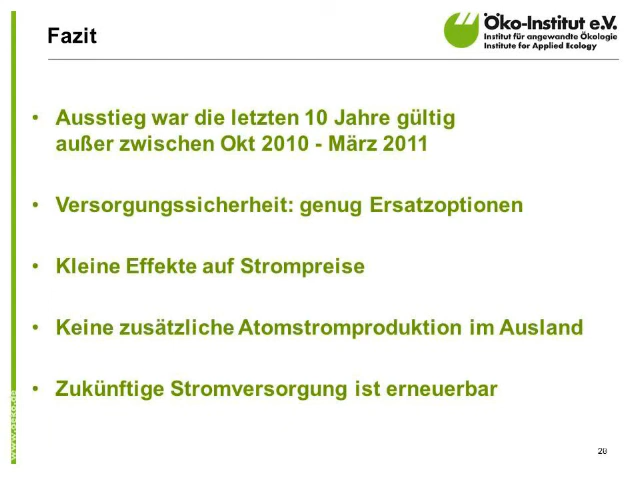 Fazit
Öko-Institut e.V.
Institut für angewandte Ökologie
Institute for Applied Ecology
• Ausstieg war die letzten 10 Jahre gültig
außer zwischen Okt 2010 - März 2011
• Versorgungssicherheit: genug Ersatzoptionen
• Kleine Effekte auf Strompreise
• Keine zusätzliche Atomstromproduktion im Ausland
• Zukünftige Stromversorgung ist erneuerbar
20